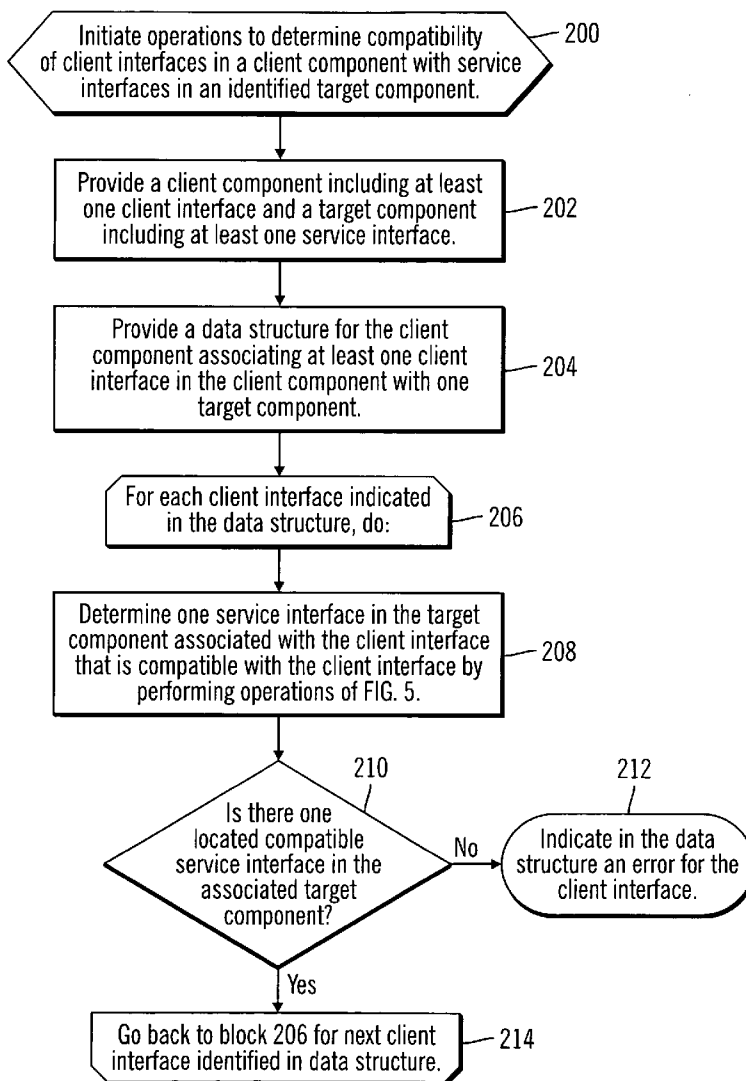 Initiate operations to determine compatibility
of client interfaces in a client component with service
interfaces in an identified target component.
200
Provide a client component including at least
one client interface and a target component
including at least one service interface.
202
Provide a data structure for the client
component associating at least one client
interface in the client component with one
target component.
204
For each client interface indicated
in the data structure, do:
206
Determine one service interface in the target
component associated with the client interface
that is compatible with the client interface by
performing operations of FIG. 5.
208
210
Is there one
located compatible
service interface in the
associated target
component?
No
212
Indicate in the data
structure an error for the
client interface.
Yes
Go back to block 206 for next client
interface identified in data structure.
214